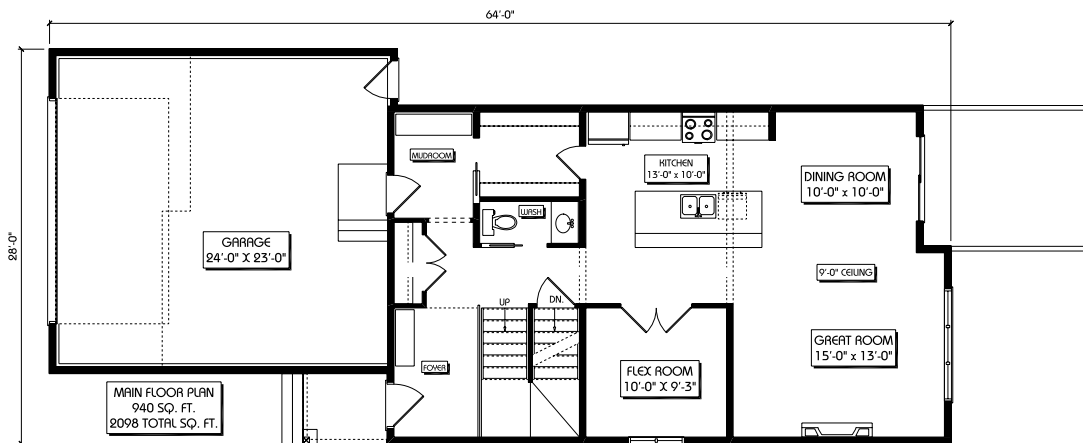 64'-0"
28'-0"
MUDROOM
KITCHEN
13'-0" x 10'-0"
DINING ROOM
10'-0" x 10'-0"
WASH
GARAGE
24'-0" X 23'-0"
9'-0" CEILING
UP
DN.
GREAT ROOM
15'-0" x 13'-0"
FOYER
FLEX ROOM
10'-0" X 9'-3"
MAIN FLOOR PLAN
940 SQ. FT.
2098 TOTAL SQ. FT.